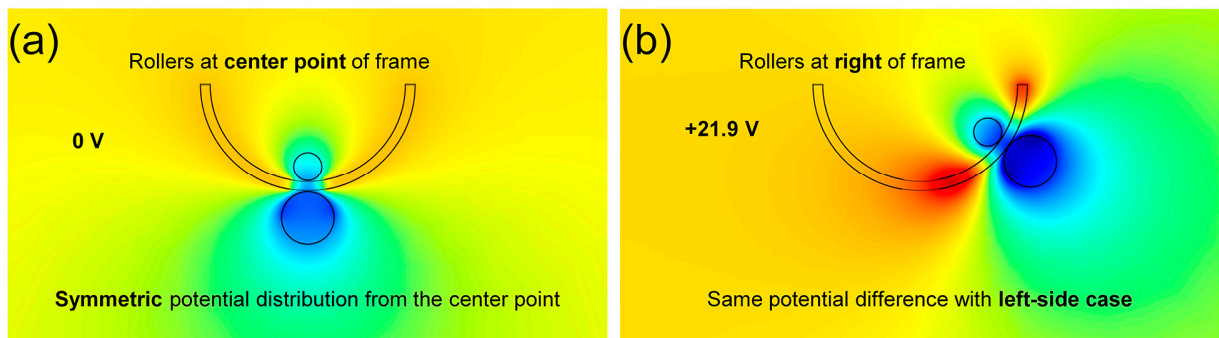 (a)
Rollers at center point of frame
0 V
Symmetric potential distribution from the center point
(b)
Rollers at right of frame
+21.9 V
Same potential difference with left-side case